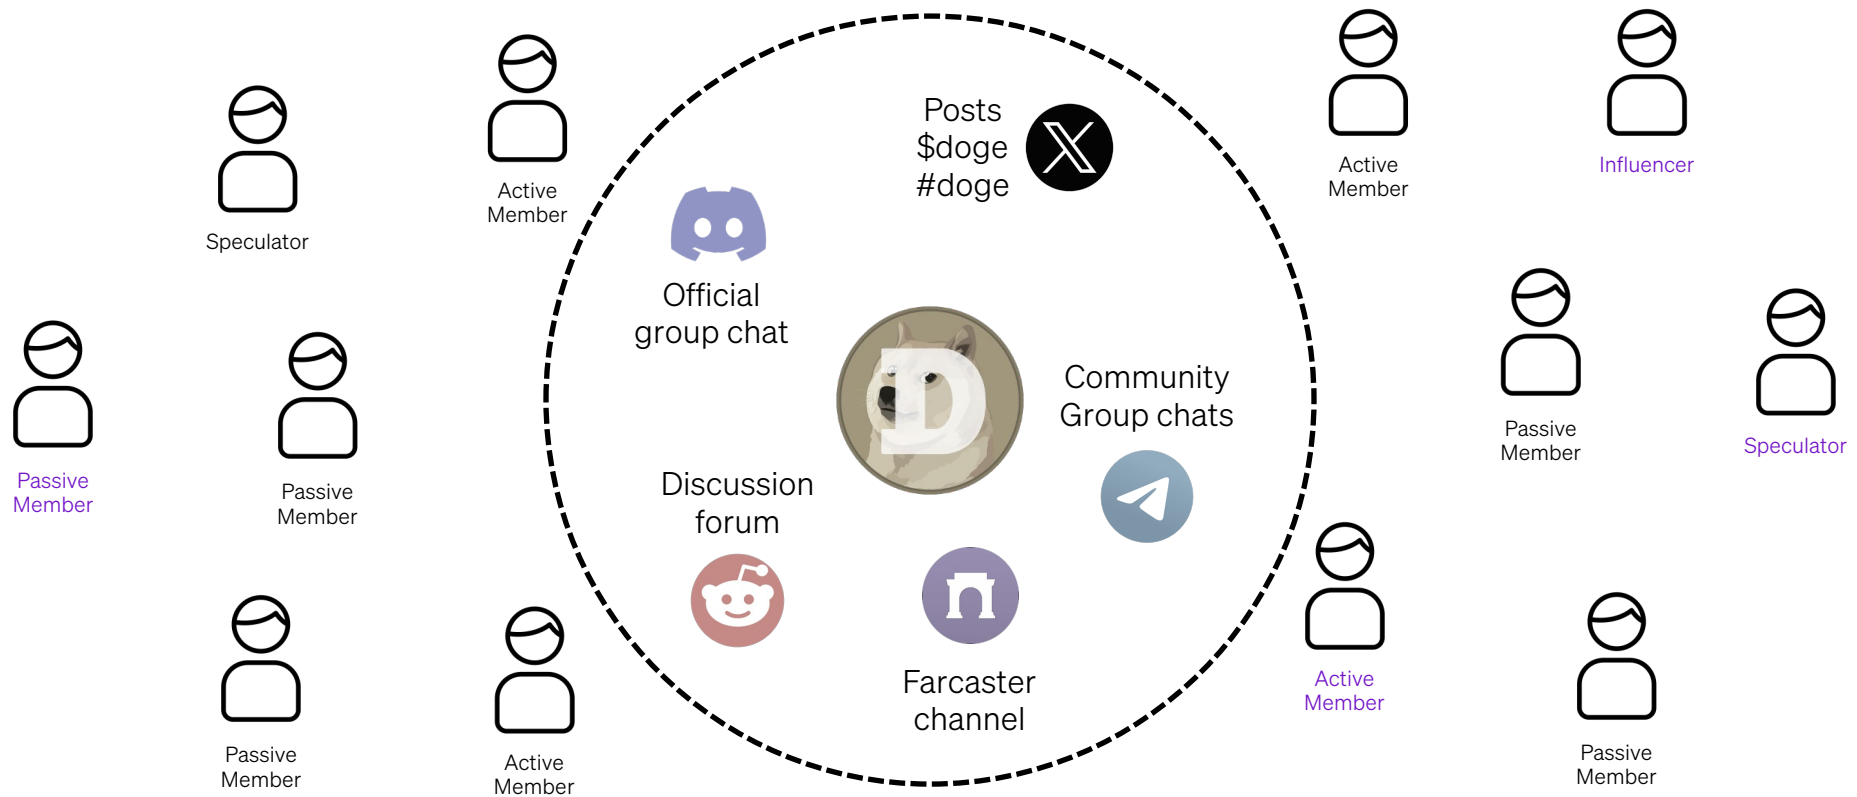 Speculator
Active
Member
Passive
Member
Passive
Member
Passive
Member
Active
Member
Posts
$doge
#doge
Official
group chat
D
Community
Group chats
Discussion
forum
Farcaster
channel
Active
Member
Influencer
Passive
Member
Speculator
Active
Member
Passive
Member